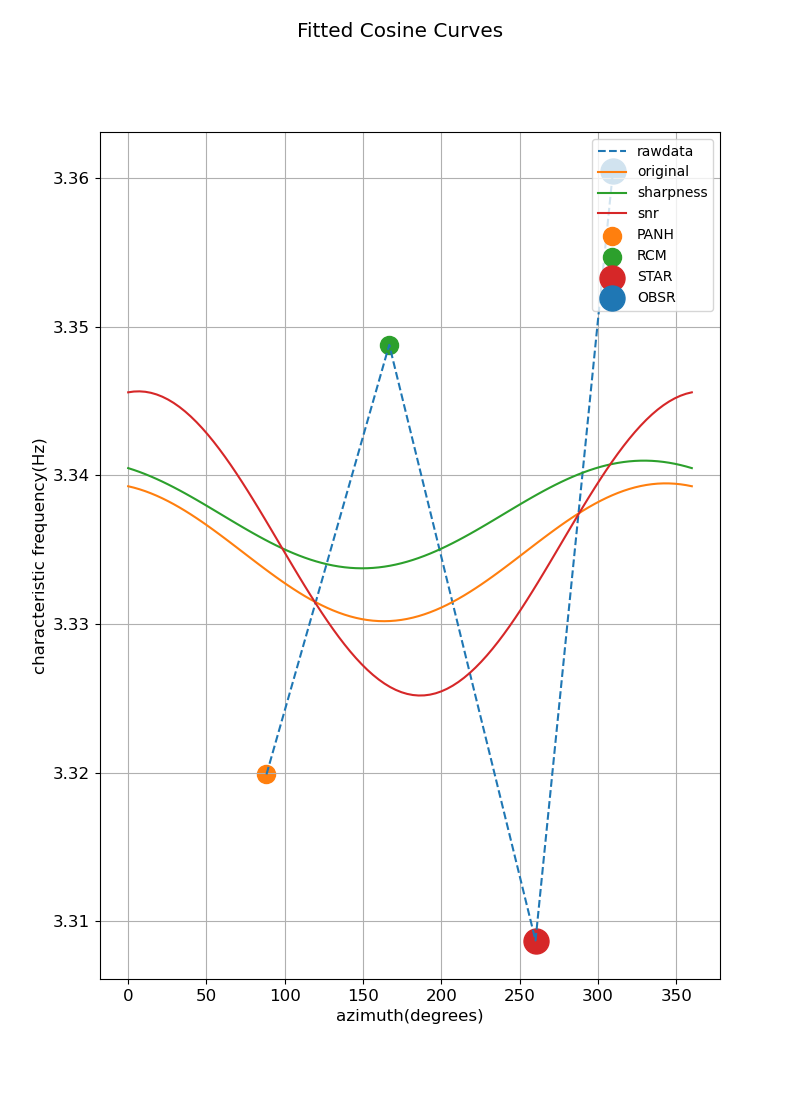 Fitted Cosine Curves
rawdata
original
sharpness
snr
PANH
RCM
STAR
OBSR
3.36
3.35
3.34
3.33
3.32
3.31
characteristic frequency(Hz)
0 50 100 150 200 250 300 350
azimuth(degrees)